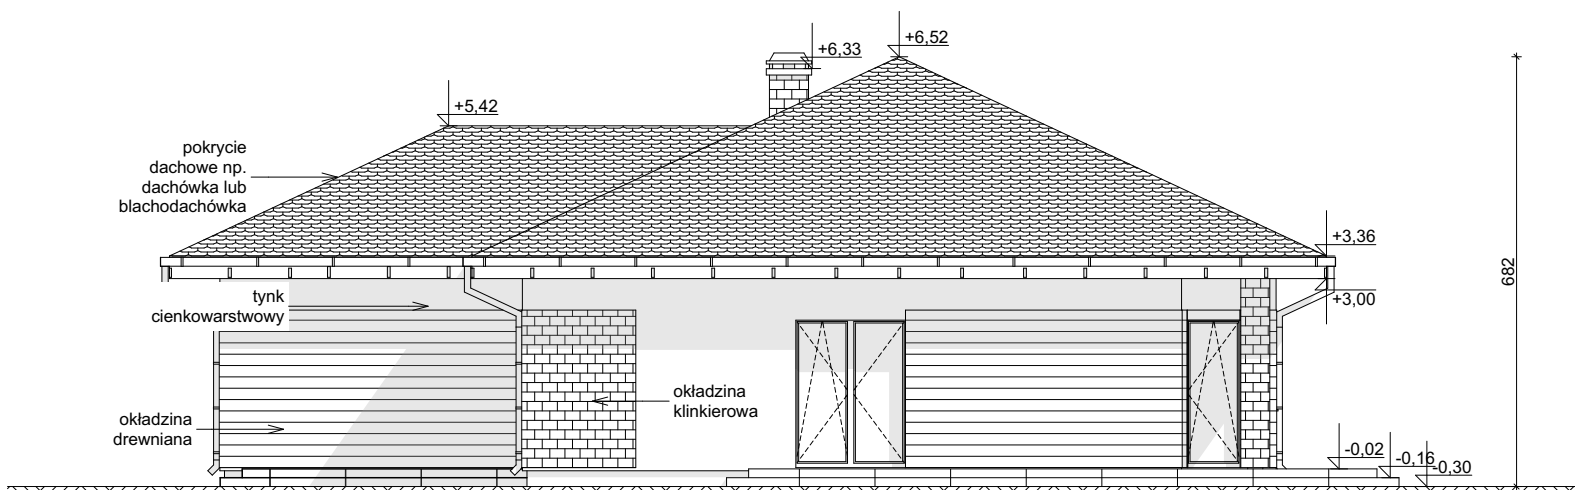 +6,52
+6,33
+5,42
pokrycie
dachowe np.
dachówka lub
blachodachówka
+3,36
682
tynk
cienkowarstwowy
+3,00
okładzina
klinkierowa
okładzina
drewniana
-0,02
-0,16
-0,30